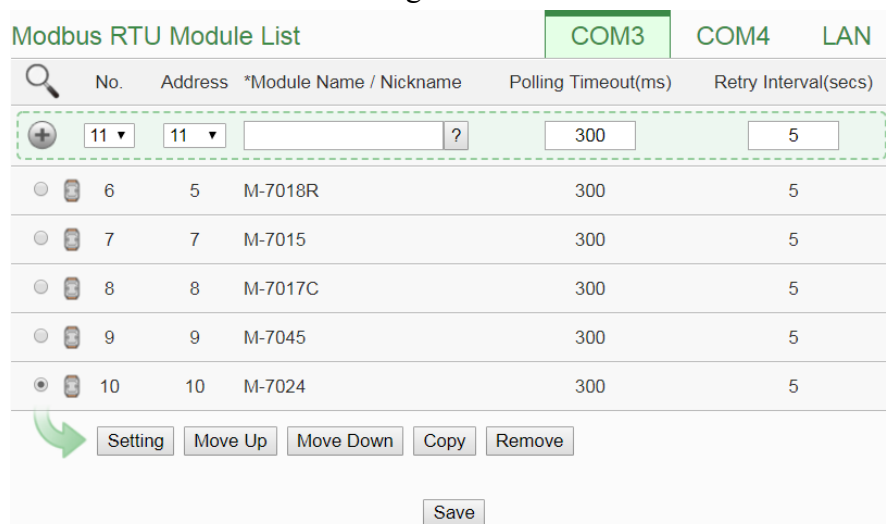 Modbus RTU Module List COM3 COM4 LAN
No. Address *Module Name / Nickname Polling Timeout(ms) Retry Interval(secs)
11 11 ? 300 5
6 5 M-7018R 300 5
7 7 M-7015 300 5
8 8 M-7017C 300 5
9 9 M-7045 300 5
10 10 M-7024 300 5
Setting Move Up Move Down Copy Remove
Save